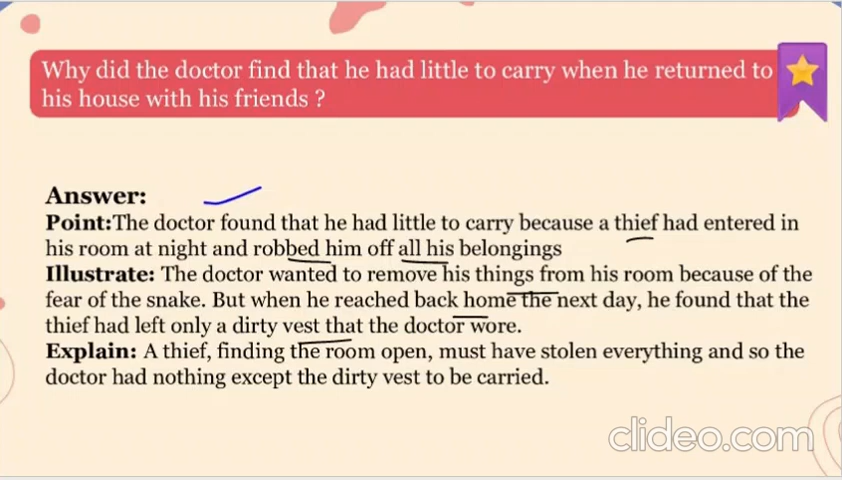 Why did the doctor find that he had little to carry when he returned to
his house with his friends ?
Answer:
Point:The doctor found that he had little to carry because a thief had entered in
his room at night and robbed him off all his belongings
Illustrate: The doctor wanted to remove his things from his room because of the
fear of the snake. But when he reached back home the next day, he found that the
thief had left only a dirty vest that the doctor wore.
Explain: A thief, finding the room open, must have stolen everything and so the
doctor had nothing except the dirty vest to be carried.
clideo.com